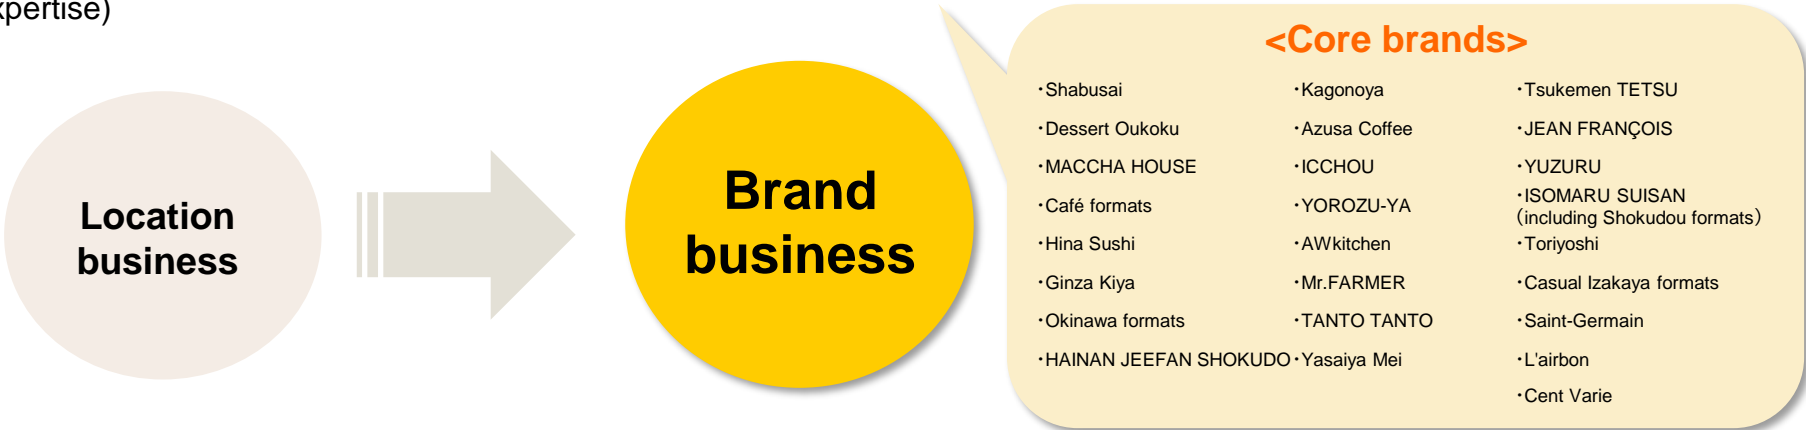 xpertise)
Location
business
Brand
business
<Core brands>
・Shabusai
・Dessert Oukoku
・MACCHA HOUSE
・Café formats
・Hina Sushi
・Ginza Kiya
・Okinawa formats
・HAINAN JEEFAN SHOKUDO
・Kagonoya
・Azusa Coffee
・ICCHOU
・YOROZU-YA
・AWkitchen
・Mr.FARMER
・TANTO TANTO
・Yasaiya Mei
・Tsukemen TETSU
・JEAN FRANÇOIS
・YUZURU
・ISOMARU SUISAN
（including Shokudou formats）
・Toriyoshi
・Casual Izakaya formats
・Saint-Germain
・L'airbon
・Cent Varie